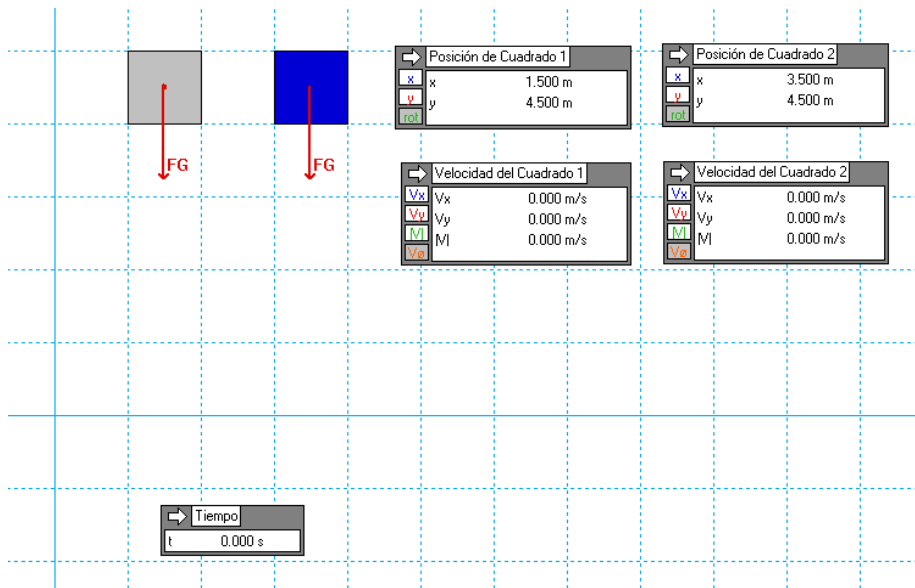 Posición de Cuadrado 1
x x 1.500 m
y y 4.500 m
rot
Posición de Cuadrado 2
x x 3.500 m
y y 4.500 m
rot
FG
FG
Velocidad del Cuadrado 1
Vx Vx 0.000 m/s
Vy Vy 0.000 m/s
|V| |V| 0.000 m/s
Vø
Velocidad del Cuadrado 2
Vx Vx 0.000 m/s
Vy Vy 0.000 m/s
|V| |V| 0.000 m/s
Vø
Tiempo
t 0.000 s